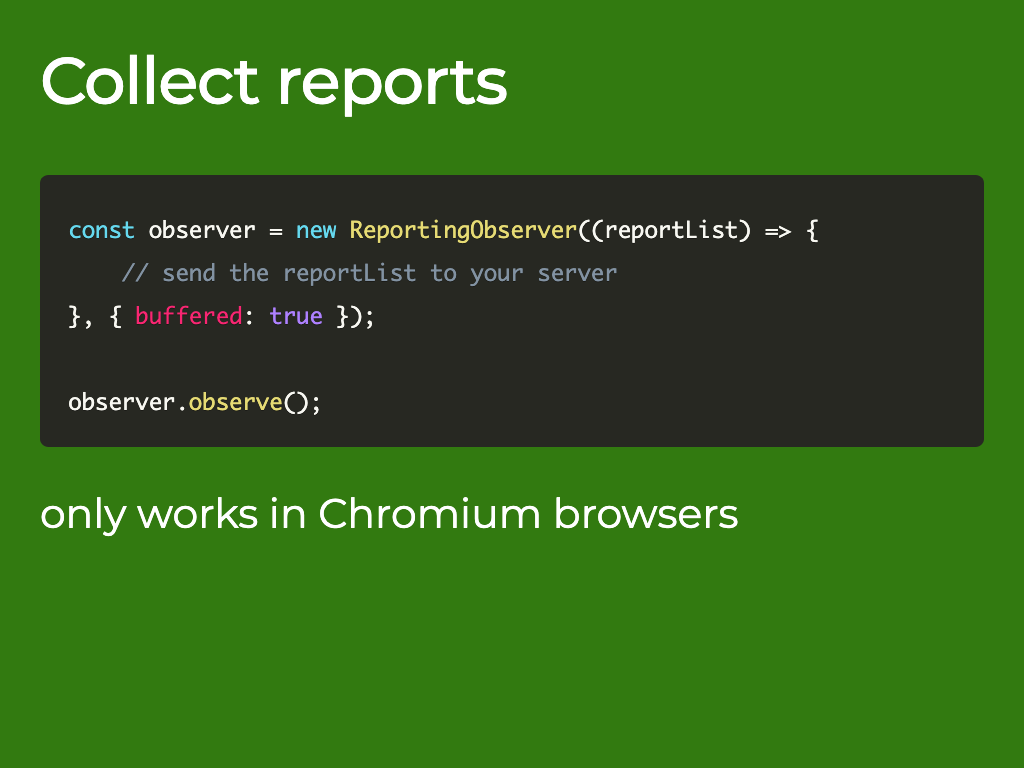 Collect reports
const observer = new ReportingObserver((reportList) => {
    // send the reportList to your server
}, { buffered: true });
observer.observe();
only works in Chromium browsers